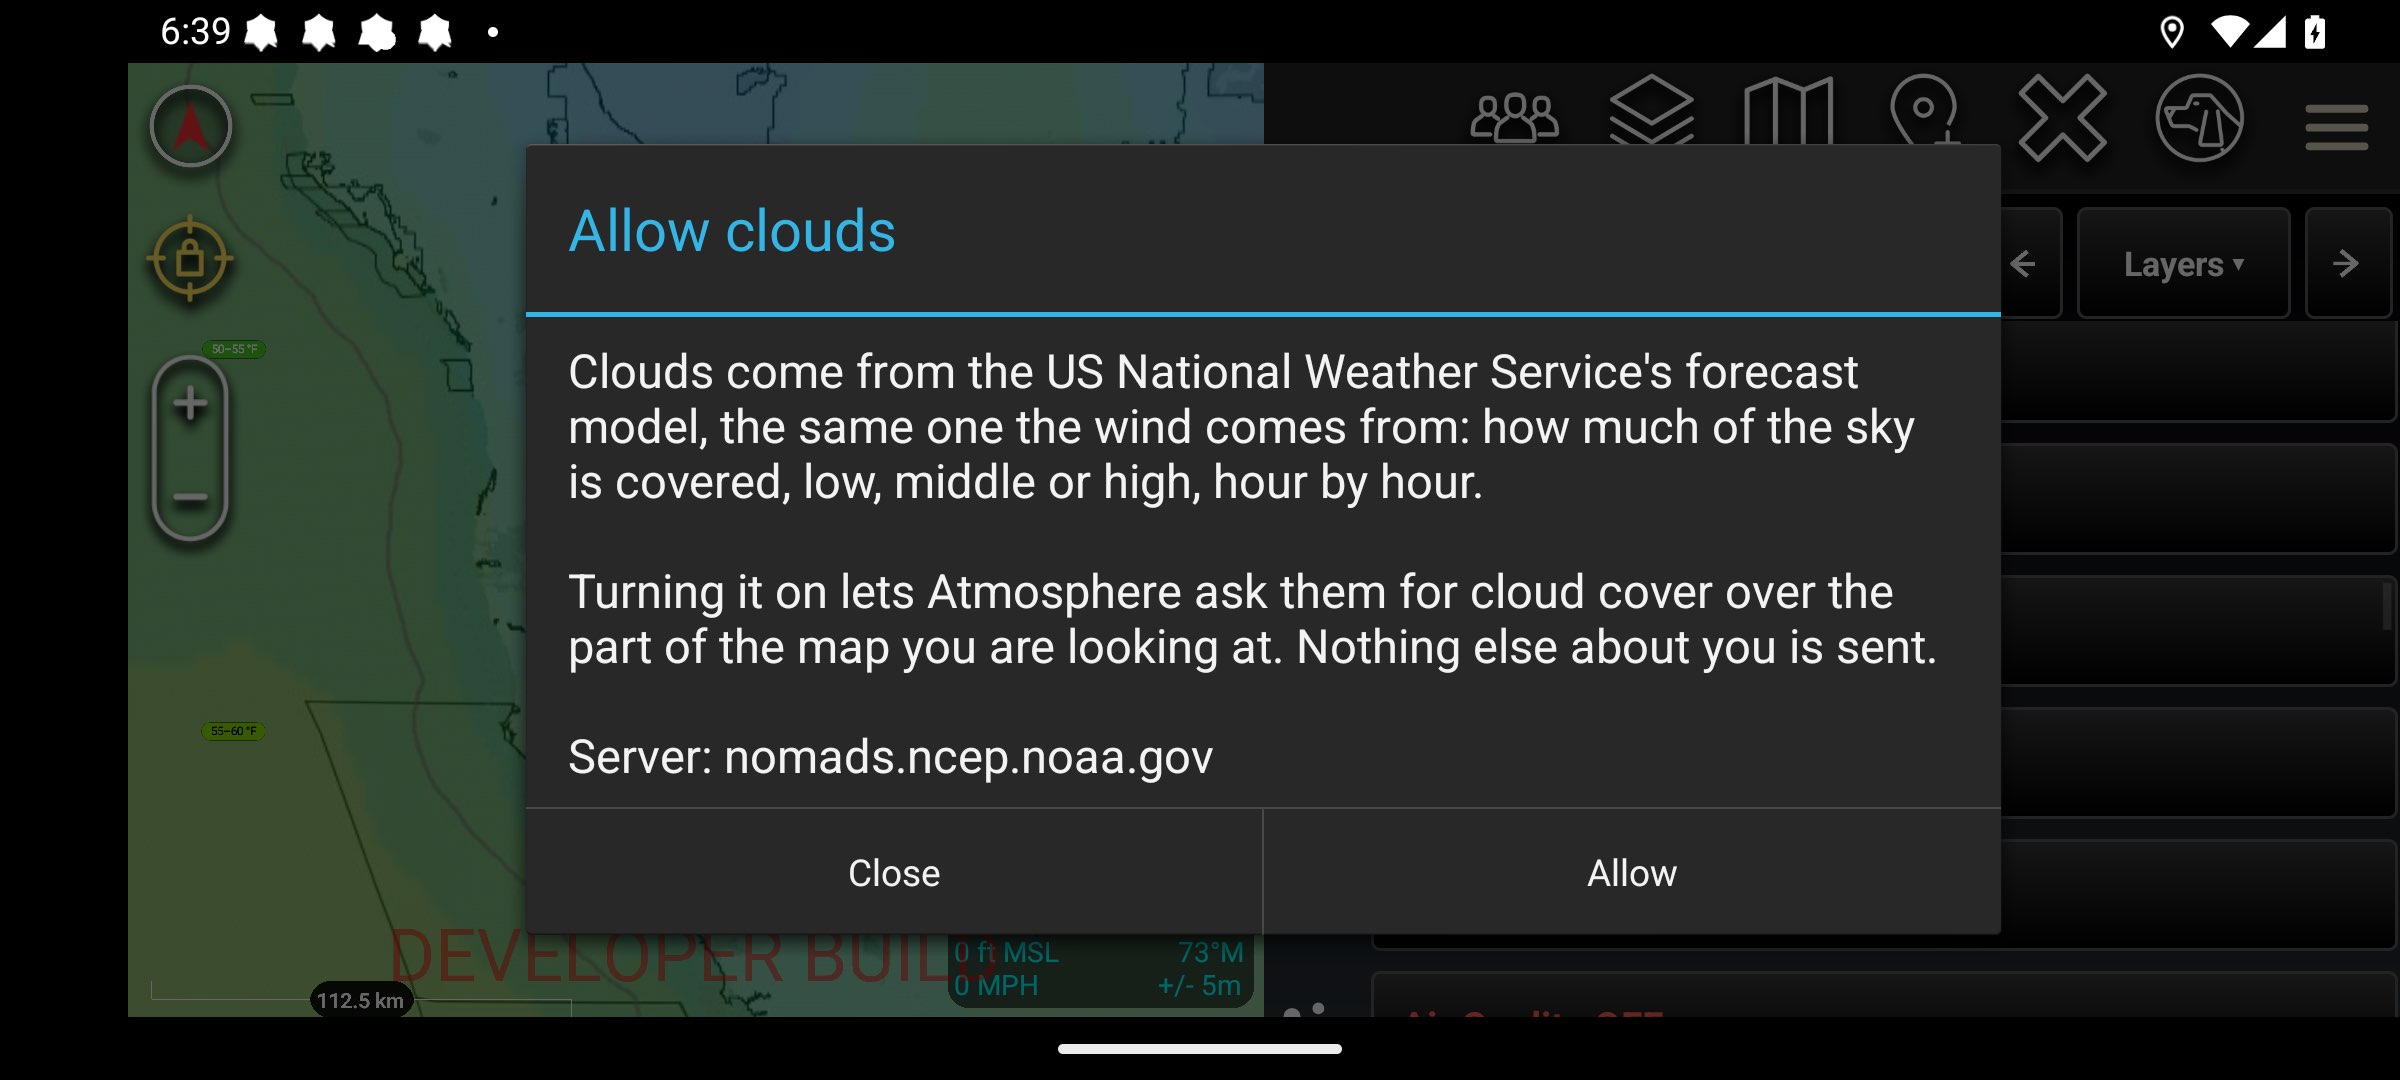 6:39
Allow clouds
Layers ▾
Clouds come from the US National Weather Service's forecast
model, the same one the wind comes from: how much of the sky
is covered, low, middle or high, hour by hour.
Turning it on lets Atmosphere ask them for cloud cover over the
part of the map you are looking at. Nothing else about you is sent.
Server: nomads.ncep.noaa.gov
Close
Allow
50–55 °F
55–60 °F
DEVELOPER BUILD
0 ft MSL
73°M
0 MPH
+/- 5m
112.5 km